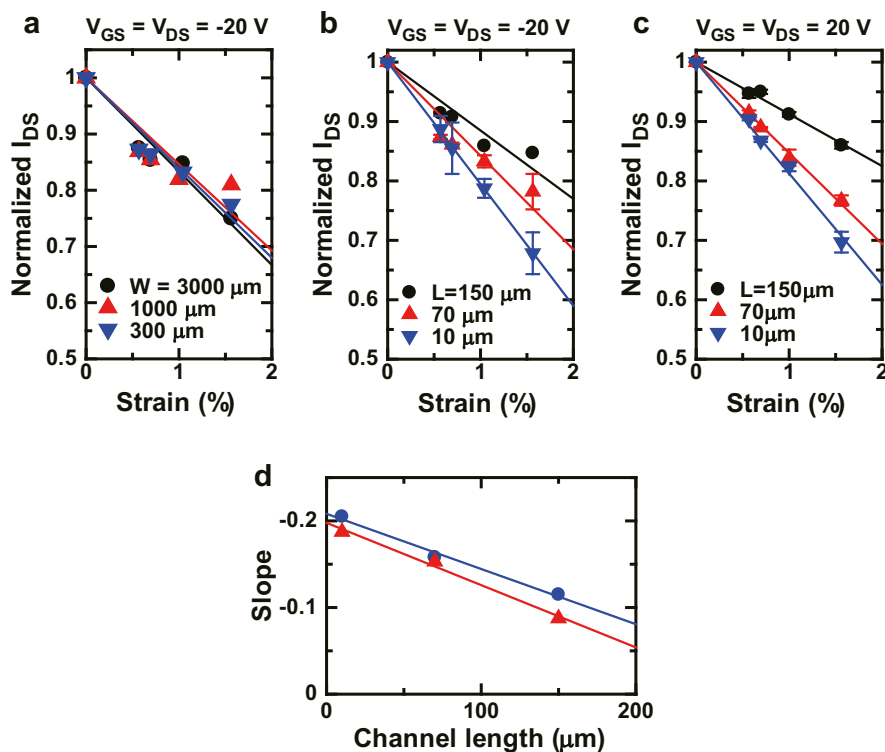 a
V_GS = V_DS = -20 V
Normalized I_DS
1
0.9
0.8
0.7
0.6
0.5
0
1
2
W = 3000 μm
1000 μm
300 μm
Strain (%)
b
V_GS = V_DS = -20 V
Normalized I_DS
1
0.9
0.8
0.7
0.6
0.5
0
1
2
L=150 μm
70 μm
10 μm
Strain (%)
c
V_GS = V_DS = 20 V
Normalized I_DS
1
0.9
0.8
0.7
0.6
0.5
0
1
2
L=150μm
70μm
10μm
Strain (%)
d
Slope
-0.2
-0.1
0
0
100
200
Channel length (μm)